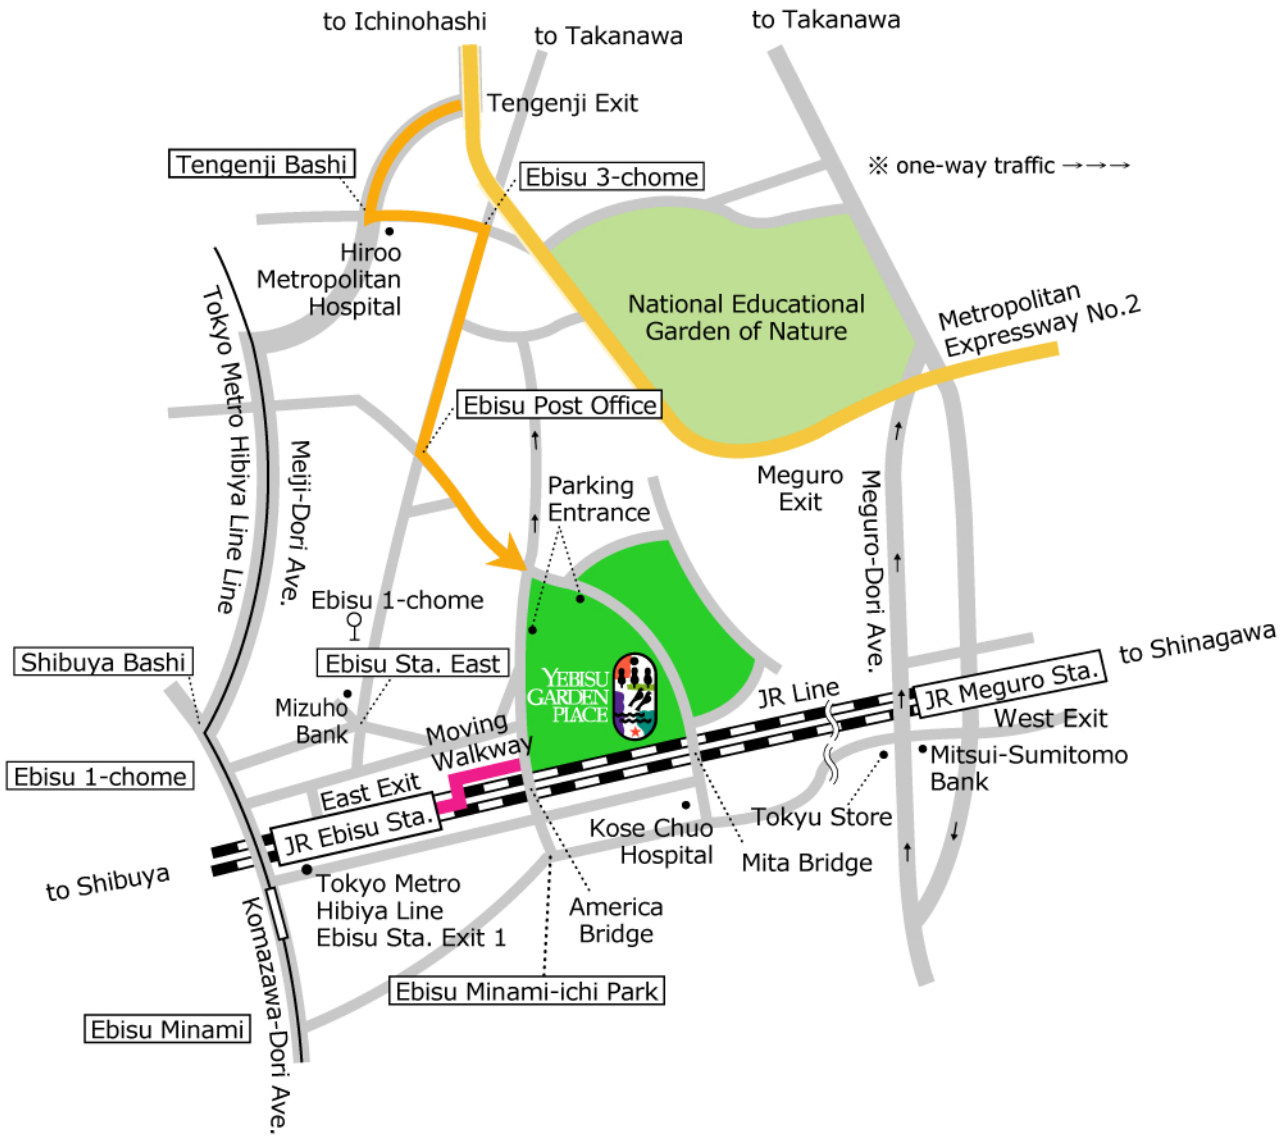 to Ichinohashi
to Takanawa
to Takanawa
Tengenji Exit
Tengenji Bashi
Ebisu 3-chome
※ one-way traffic →→→
Hiroo
Metropolitan
Hospital
National Educational
Garden of Nature
Metropolitan
Expressway No.2
Tokyo Metro Hibiya Line Line
Ebisu Post Office
Meiji-Dori Ave.
Parking
Entrance
Meguro
Exit
Meguro-Dori Ave.
Ebisu 1-chome
Shibuya Bashi
Ebisu Sta. East
YEBISU
GARDEN
PLACE
to Shinagawa
JR Line
JR Meguro Sta.
Mizuho
Bank
Moving
Walkway
West Exit
Ebisu 1-chome
East Exit
Mitsui-Sumitomo
Bank
JR Ebisu Sta.
Kose Chuo
Hospital
Tokyu Store
Mita Bridge
to Shibuya
Tokyo Metro
Hibiya Line
Ebisu Sta. Exit 1
America
Bridge
Komazawa-Dori Ave.
Ebisu Minami-ichi Park
Ebisu Minami